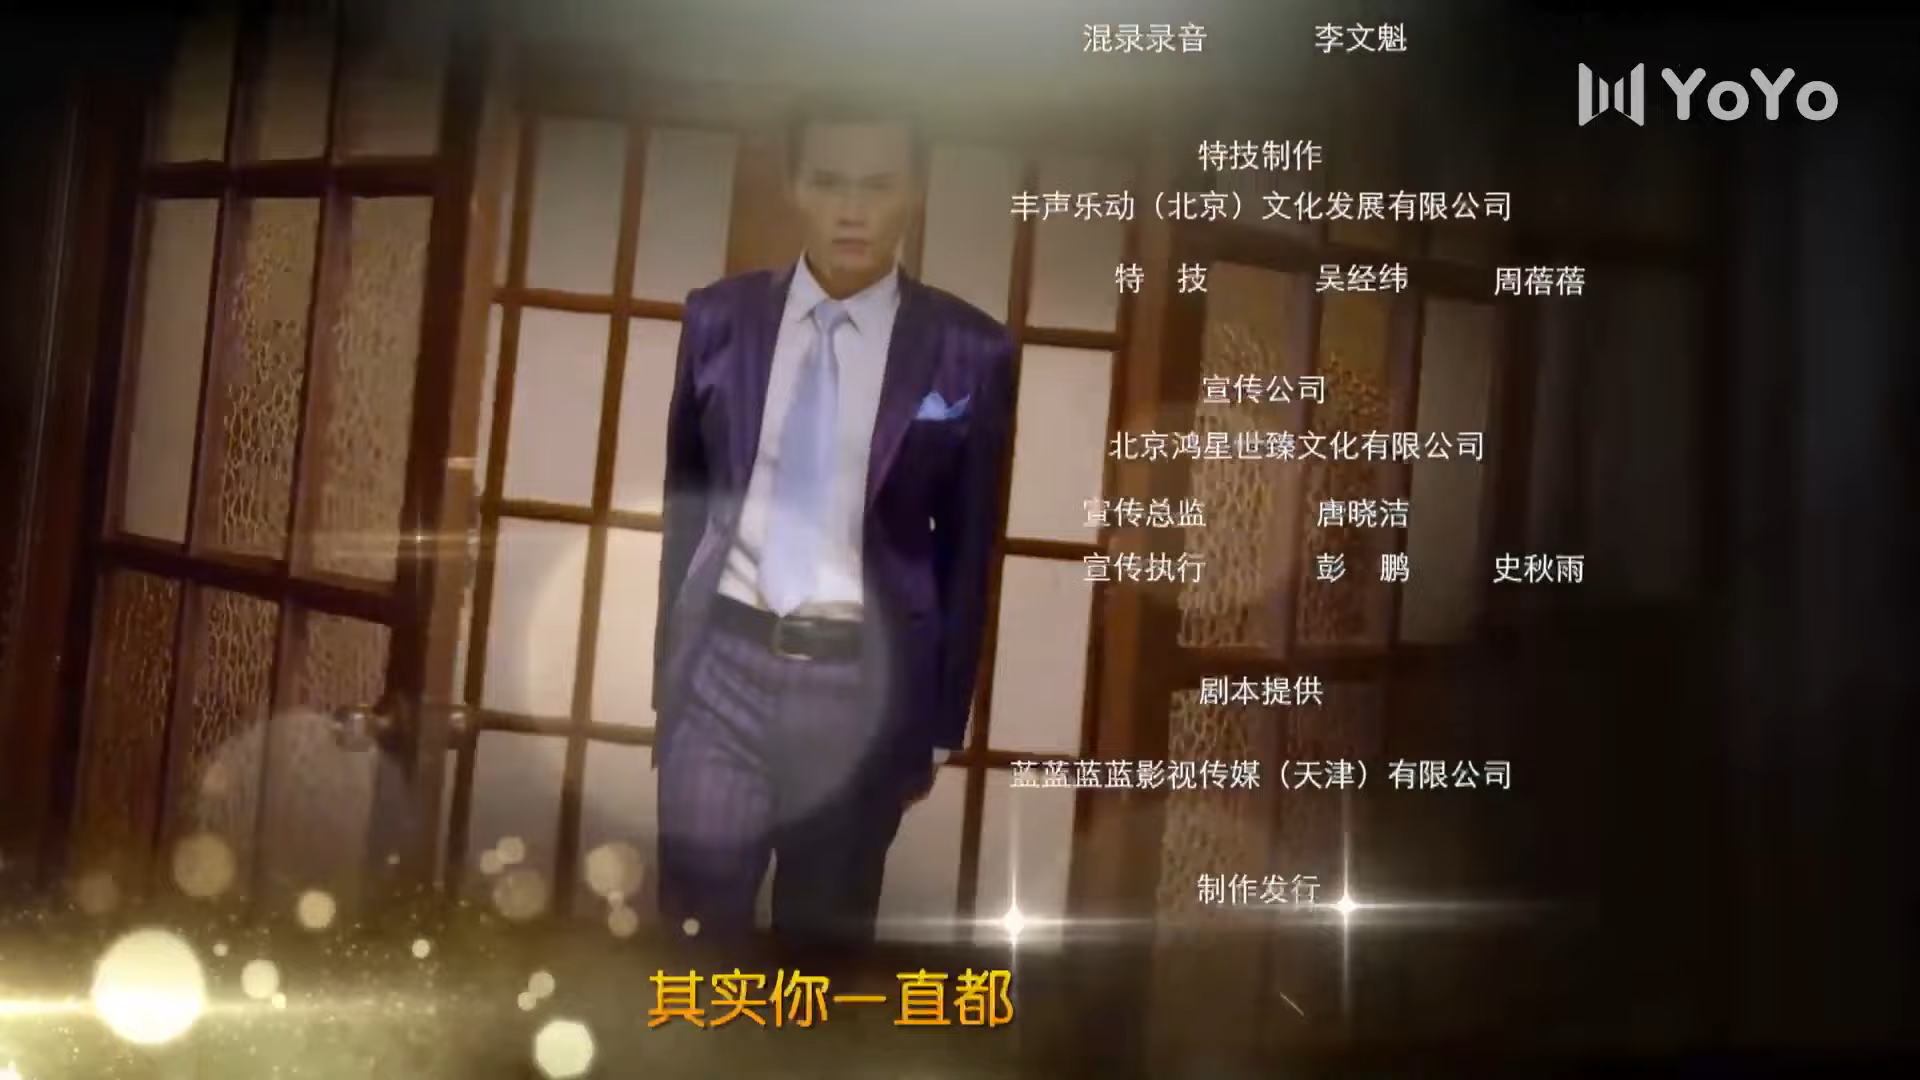 混录录音 李文魁
YoYo
特技制作
丰声乐动（北京）文化发展有限公司
特 技 吴经纬 周蓓蓓
宣传公司
北京鸿星世臻文化有限公司
宣传总监 唐晓洁
宣传执行 彭 鹏 史秋雨
剧本提供
蓝蓝蓝蓝影视传媒（天津）有限公司
制作发行
其实你一直都